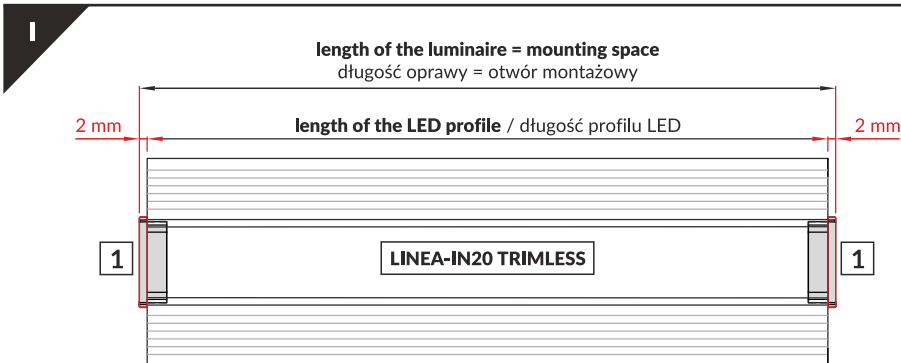 I
length of the luminaire = mounting space
długość oprawy = otwór montażowy
2 mm
length of the LED profile / długość profilu LED
2 mm
1
LINEA-IN20 TRIMLESS
1